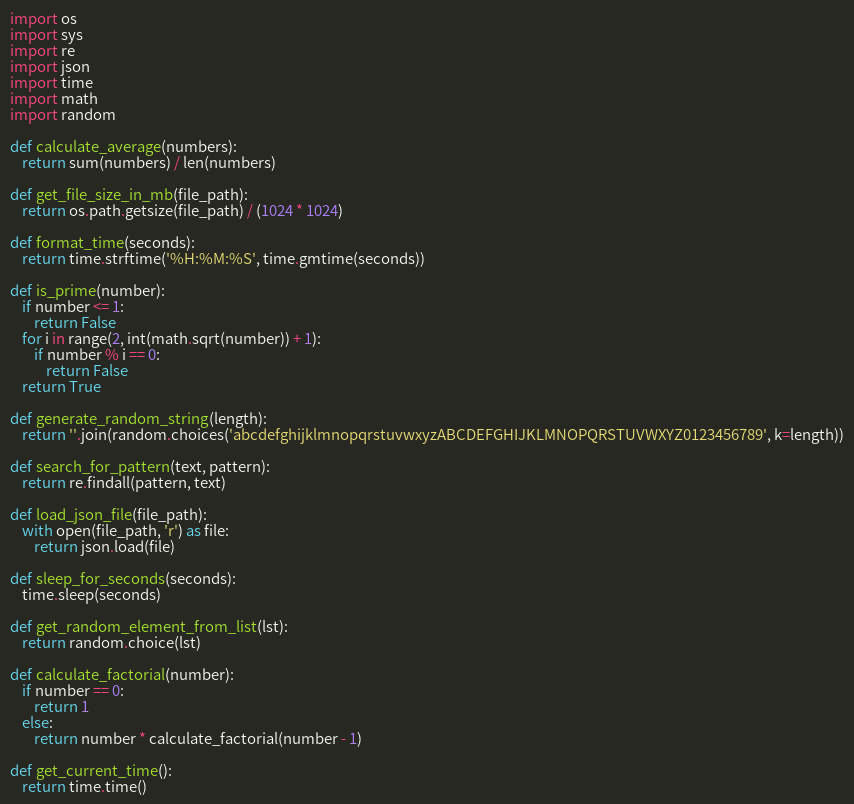 import os
import sys
import re
import json
import time
import math
import random

def calculate_average(numbers):
    return sum(numbers) / len(numbers)

def get_file_size_in_mb(file_path):
    return os.path.getsize(file_path) / (1024 * 1024)

def format_time(seconds):
    return time.strftime('%H:%M:%S', time.gmtime(seconds))

def is_prime(number):
    if number <= 1:
        return False
    for i in range(2, int(math.sqrt(number)) + 1):
        if number % i == 0:
            return False
    return True

def generate_random_string(length):
    return ''.join(random.choices('abcdefghijklmnopqrstuvwxyzABCDEFGHIJKLMNOPQRSTUVWXYZ0123456789', k=length))

def search_for_pattern(text, pattern):
    return re.findall(pattern, text)

def load_json_file(file_path):
    with open(file_path, 'r') as file:
        return json.load(file)

def sleep_for_seconds(seconds):
    time.sleep(seconds)

def get_random_element_from_list(lst):
    return random.choice(lst)

def calculate_factorial(number):
    if number == 0:
        return 1
    else:
        return number * calculate_factorial(number - 1)

def get_current_time():
    return time.time()